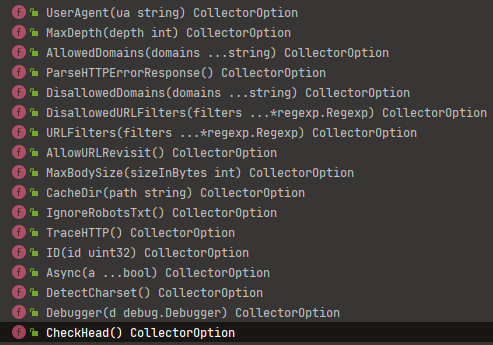 f UserAgent(ua string) CollectorOption
f MaxDepth(depth int) CollectorOption
f AllowedDomains(domains ...string) CollectorOption
f ParseHTTPErrorResponse() CollectorOption
f DisallowedDomains(domains ...string) CollectorOption
f DisallowedURLFilters(filters ...*regexp.Regexp) CollectorOption
f URLFilters(filters ...*regexp.Regexp) CollectorOption
f AllowURLRevisit() CollectorOption
f MaxBodySize(sizeInBytes int) CollectorOption
f CacheDir(path string) CollectorOption
f IgnoreRobotsTxt() CollectorOption
f TraceHTTP() CollectorOption
f ID(id uint32) CollectorOption
f Async(a ...bool) CollectorOption
f DetectCharset() CollectorOption
f Debugger(d debug.Debugger) CollectorOption
f CheckHead() CollectorOption